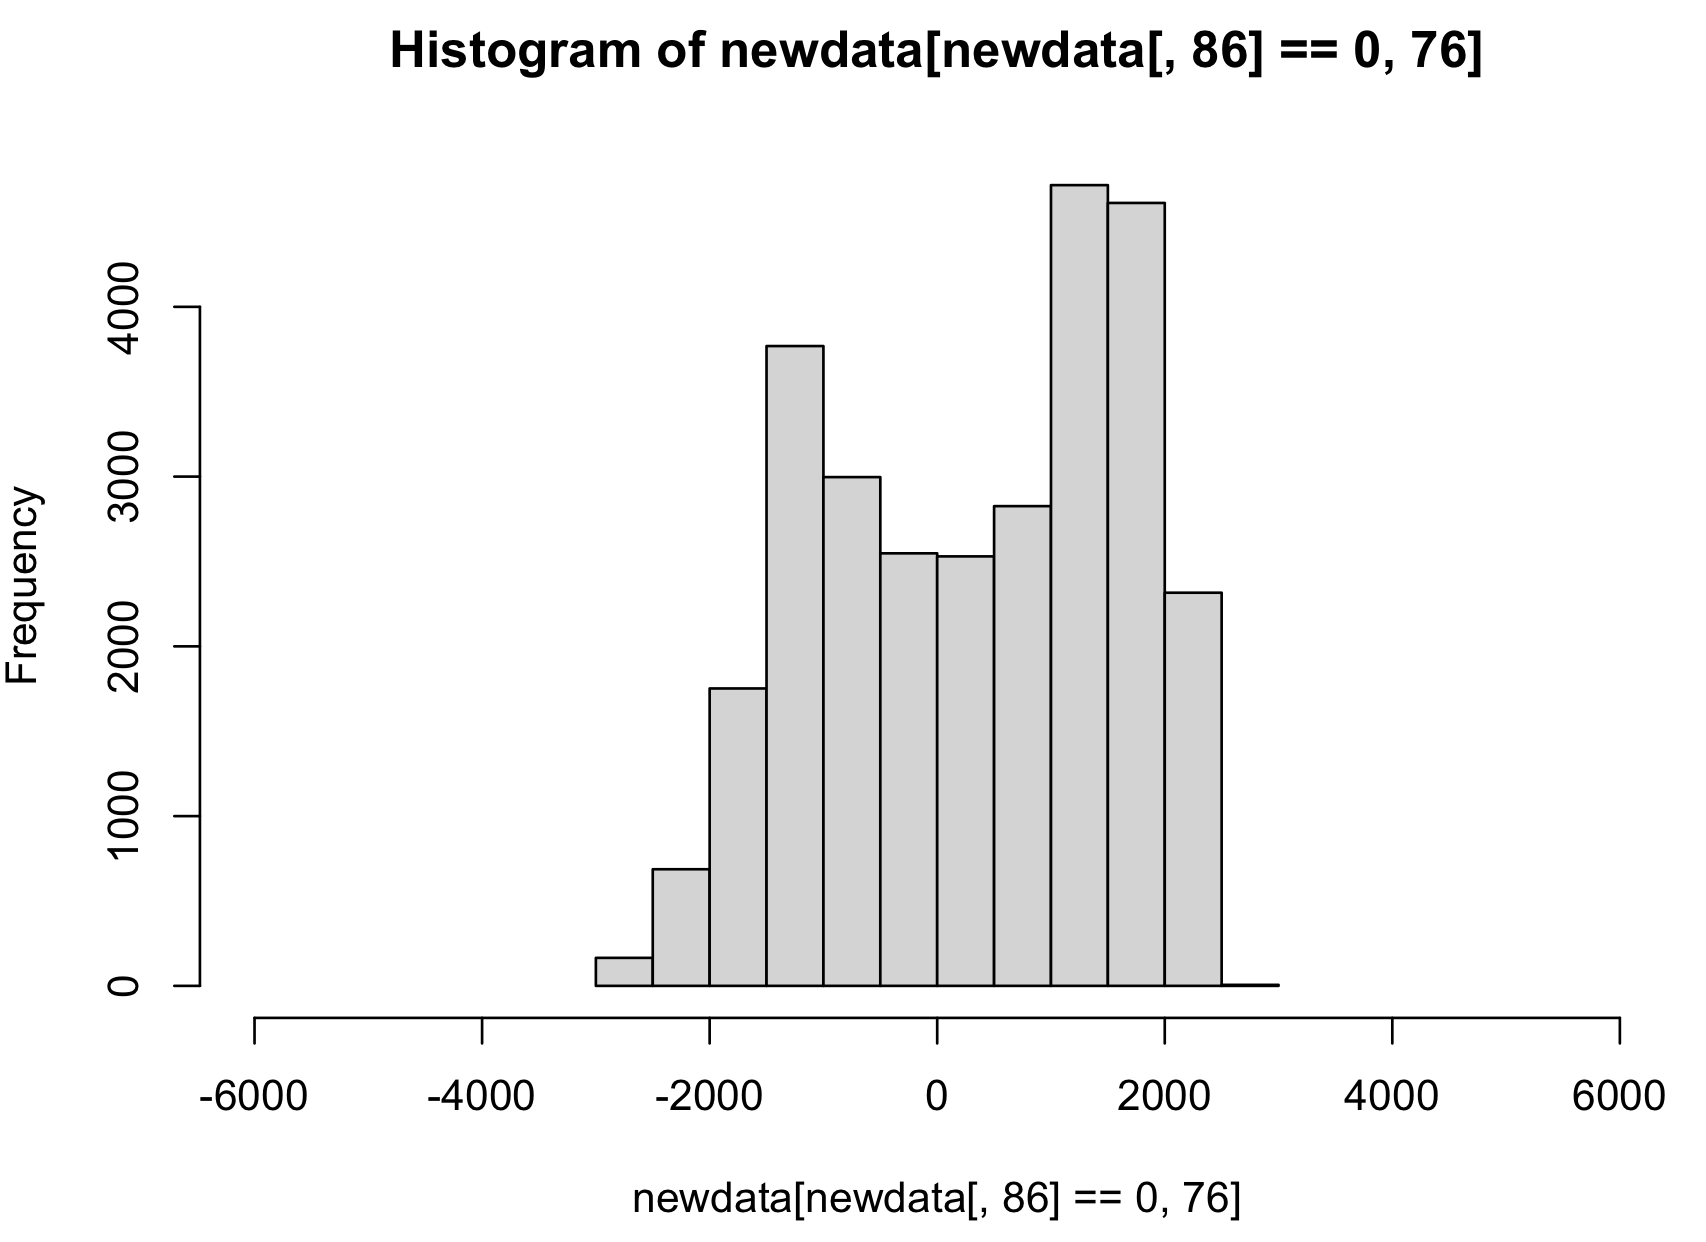 Histogram of newdata[newdata[, 86] == 0, 76]
Frequency
4000
3000
2000
1000
0
-6000 -4000 -2000 0 2000 4000 6000
newdata[newdata[, 86] == 0, 76]